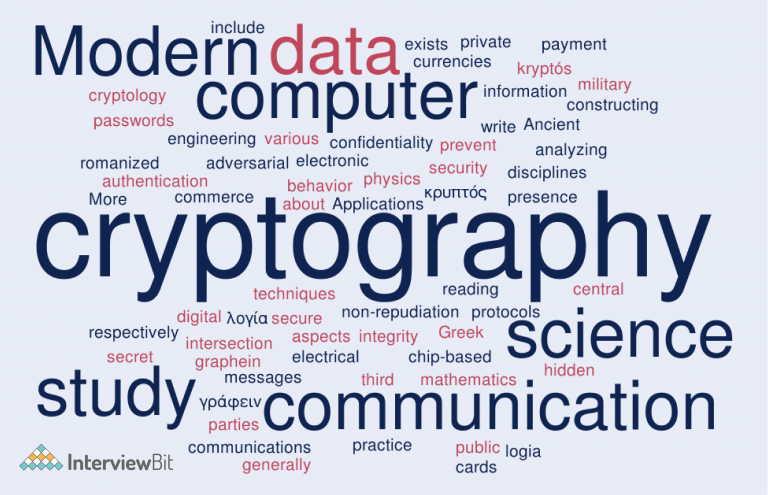 include
Modern data exists private payment
currencies
kryptós
computer information military
cryptology constructing
passwords write Ancient
engineering various confidentiality prevent analyzing
romanized adversarial electronic security disciplines
authentication behavior physics κρυπτός presence
More commerce about Applications
cryptography
techniques reading central
digital λογία secure non-repudiation protocols
respectively intersection aspects integrity Greek science
secret graphein electrical chip-based hidden
study messages third mathematics
γράφειν communication
parties
communications practice public logia
generally cards
InterviewBit